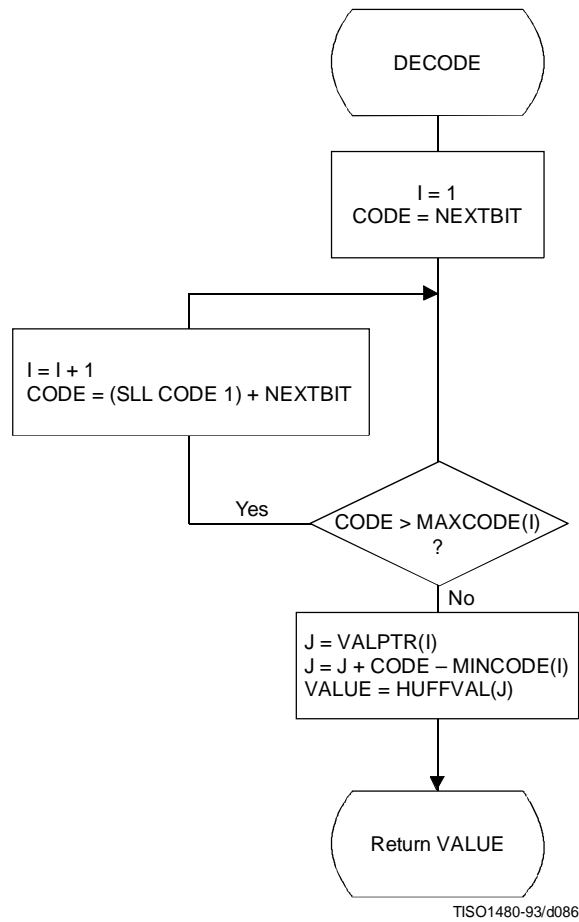 DECODE
I = 1
CODE = NEXTBIT
I = I + 1
CODE = (SLL CODE 1) + NEXTBIT
Yes
CODE > MAXCODE(I)
?
No
J = VALPTR(I)
J = J + CODE – MINCODE(I)
VALUE = HUFFVAL(J)
Return VALUE
TISO1480-93/d086